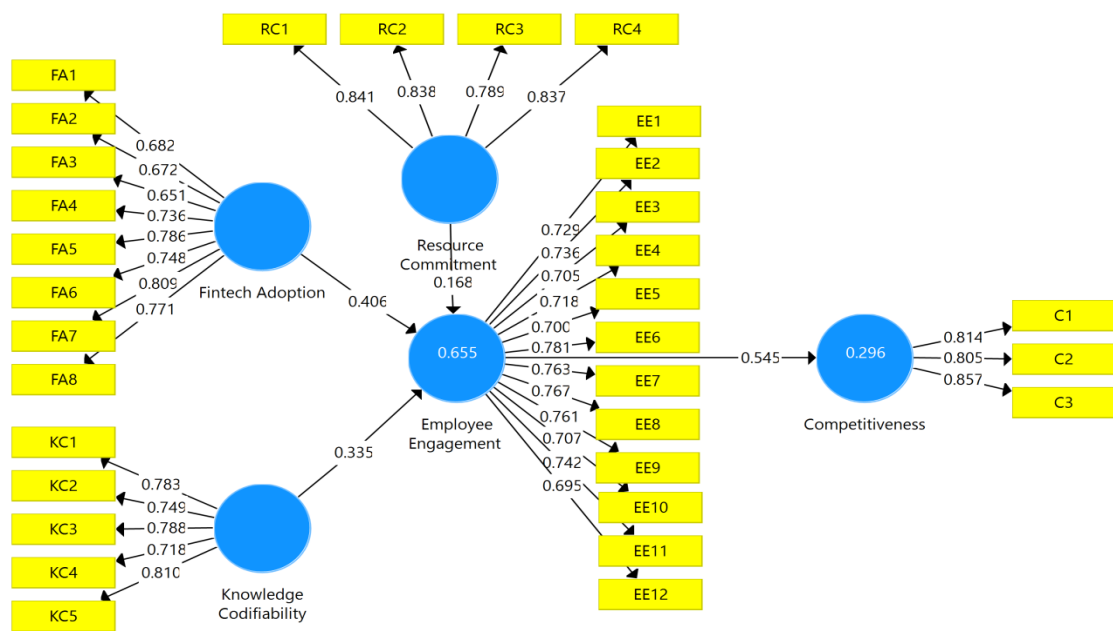 RC1
RC2
RC3
RC4
0.841
0.838
0.789
0.837
FA1
FA2
FA3
FA4
FA5
FA6
FA7
FA8
0.682
0.672
0.651
0.736
0.786
0.748
0.809
0.771
Fintech Adoption
Resource
Commitment
0.168
0.406
KC1
KC2
KC3
KC4
KC5
0.783
0.749
0.788
0.718
0.810
Knowledge
Codifiability
0.335
0.655
Employee
Engagement
EE1
EE2
EE3
EE4
EE5
EE6
EE7
EE8
EE9
EE10
EE11
EE12
0.729
0.736
0.705
0.718
0.700
0.781
0.763
0.767
0.761
0.707
0.742
0.695
0.545
0.296
Competitiveness
0.814
0.805
0.857
C1
C2
C3